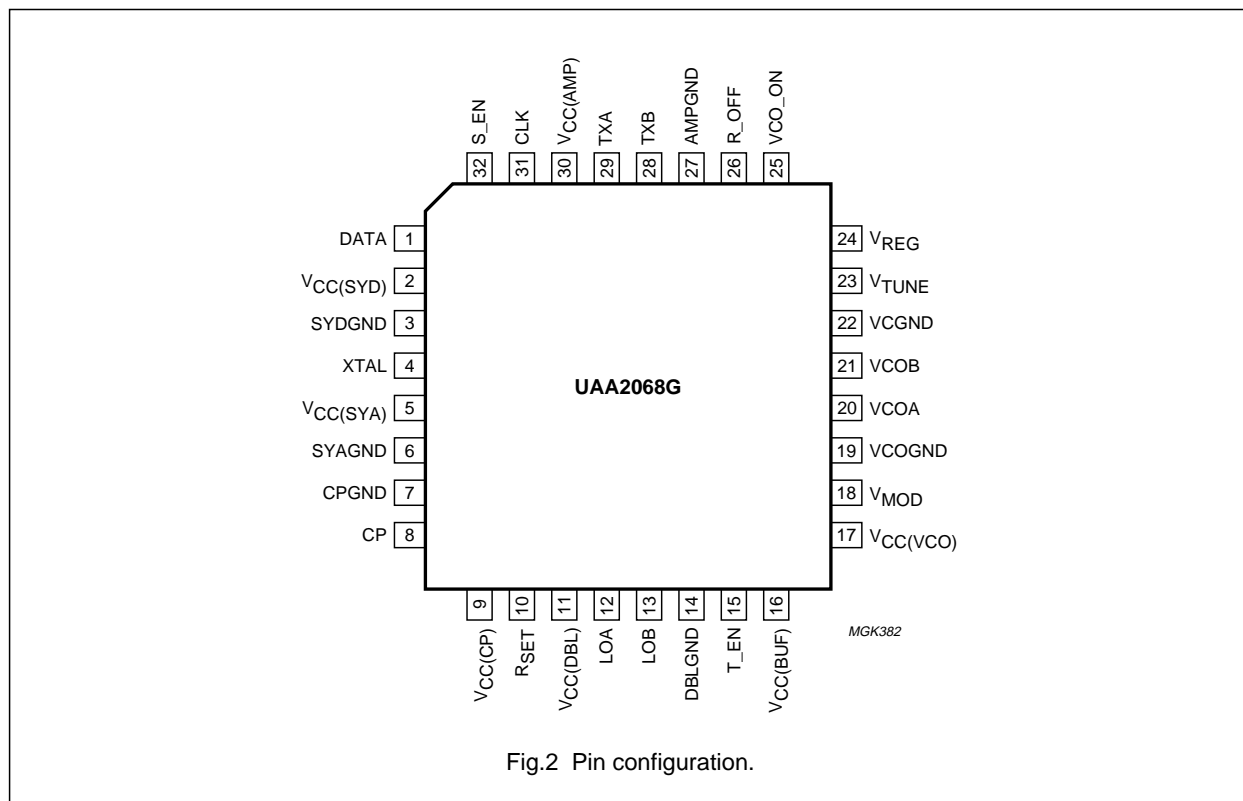 S_EN
CLK
VCC(AMP)
TXA
TXB
AMPGND
R_OFF
VCO_ON
32
31
30
29
28
27
26
25
DATA 1
VCC(SYD) 2
SYDGND 3
XTAL 4
VCC(SYA) 5
SYAGND 6
CPGND 7
CP 8
UAA2068G
24 VREG
23 VTUNE
22 VCGND
21 VCOB
20 VCOA
19 VCOGND
18 VMOD
17 VCC(VCO)
9
10
11
12
13
14
15
16
VCC(CP)
RSET
VCC(DBL)
LOA
LOB
DBLGND
T_EN
VCC(BUF)
MGK382
Fig.2 Pin configuration.